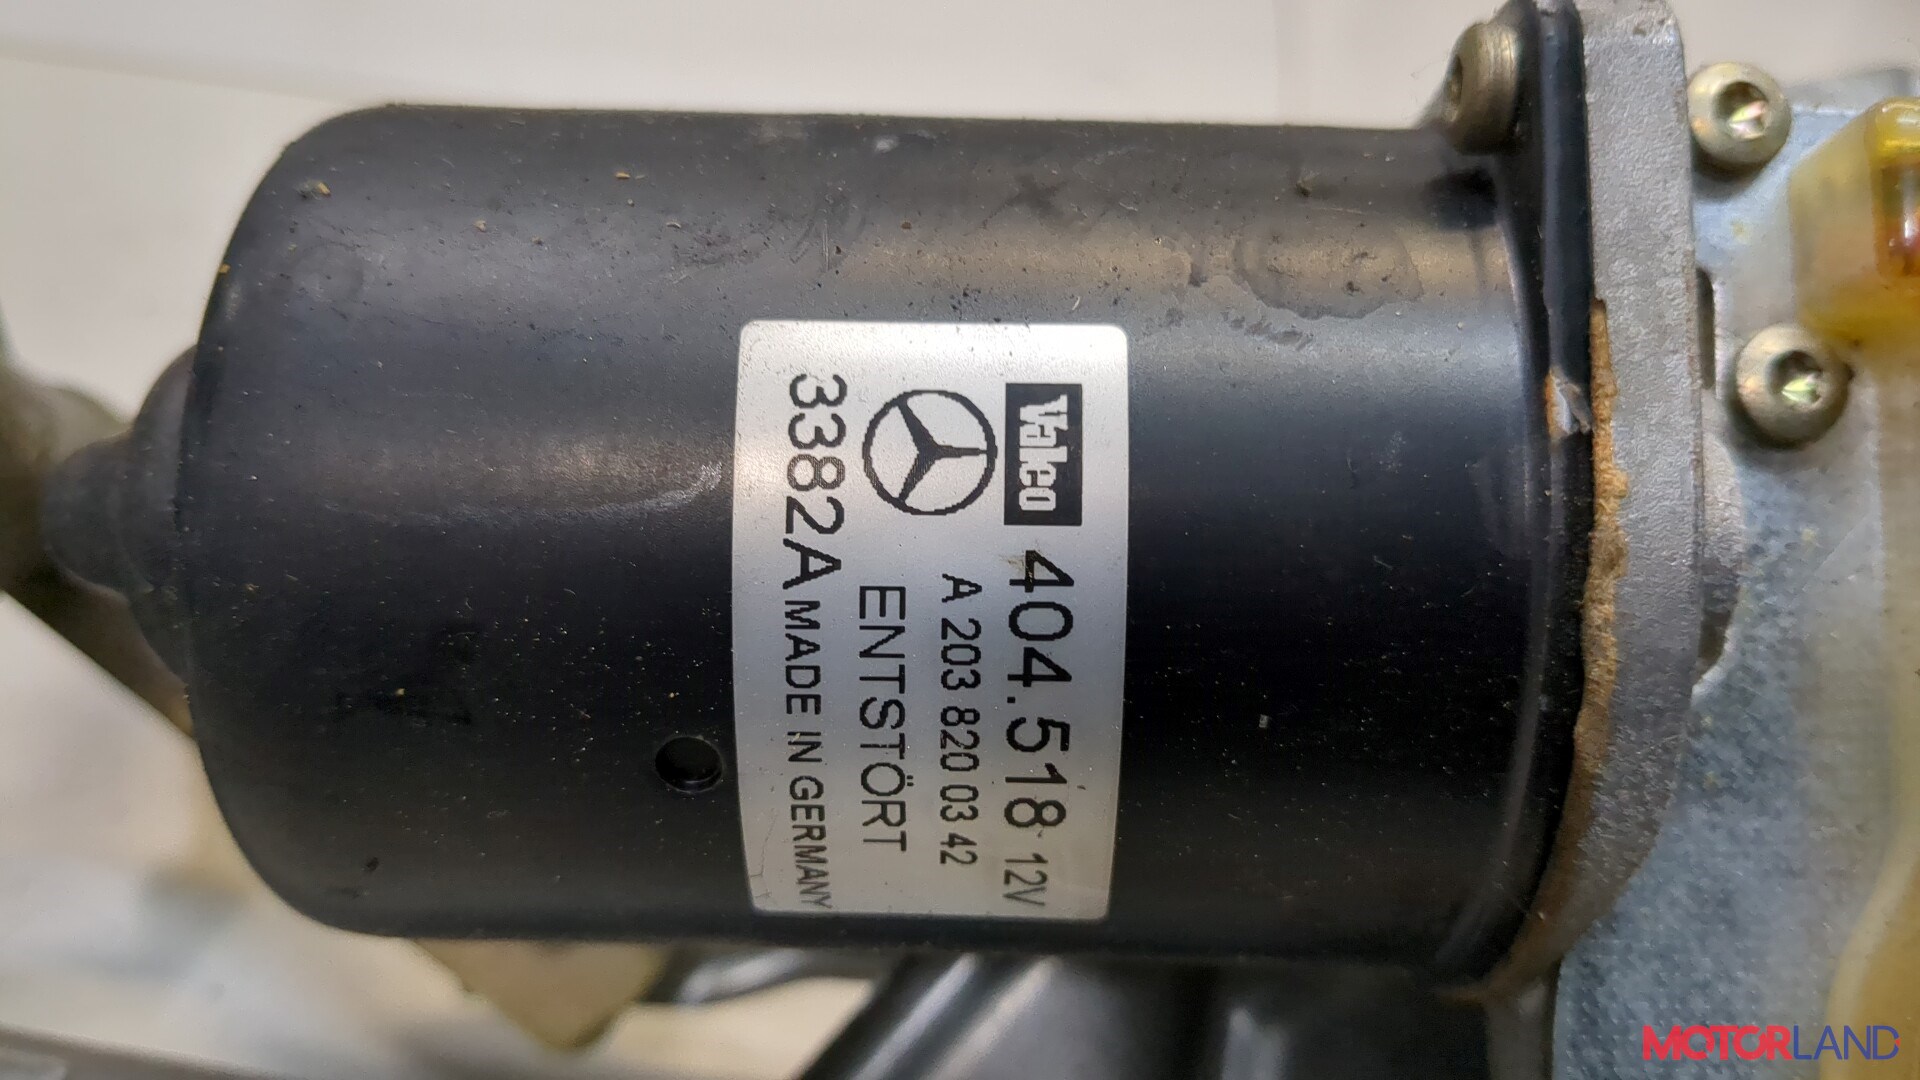 Valeo 404.518 12V
A 203 820 03 42
ENTSTÖRT
3382A MADE IN GERMANY
MOTORLAND